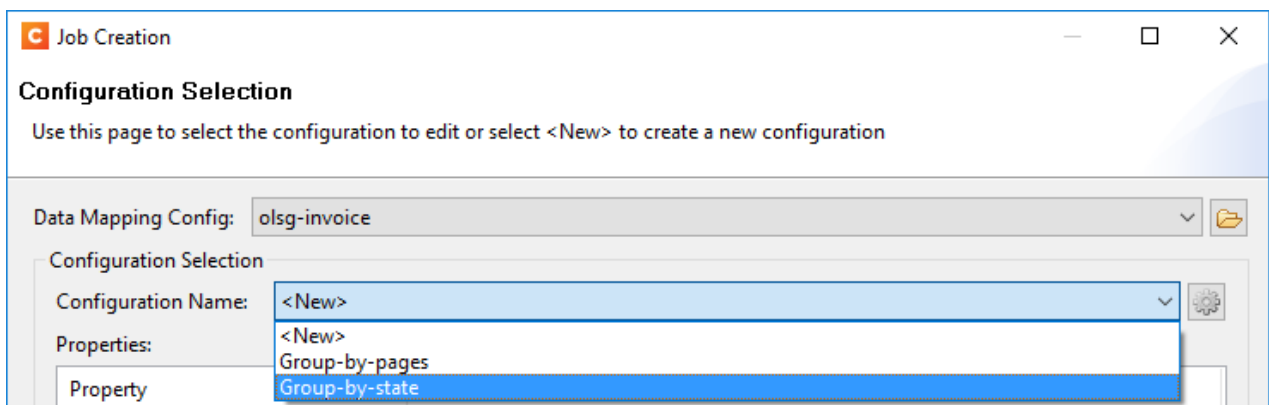 C Job Creation
Configuration Selection
Use this page to select the configuration to edit or select <New> to create a new configuration
Data Mapping Config: olsg-invoice
Configuration Selection
Configuration Name: <New>
<New>
Properties:
Group-by-pages
Property
Group-by-state